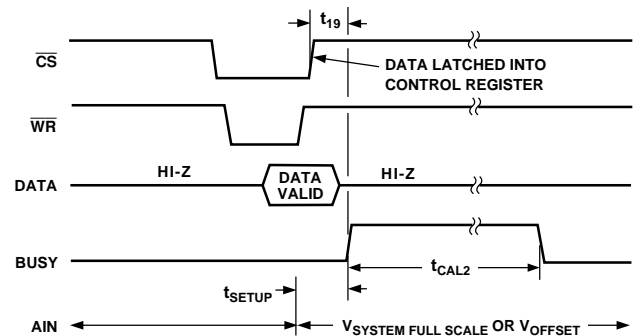 t19
CS
DATA LATCHED INTO
CONTROL REGISTER
WR
HI-Z
DATA
VALID
HI-Z
DATA
BUSY
tCAL2
tSETUP
AIN
VSYSTEM FULL SCALE OR VOFFSET